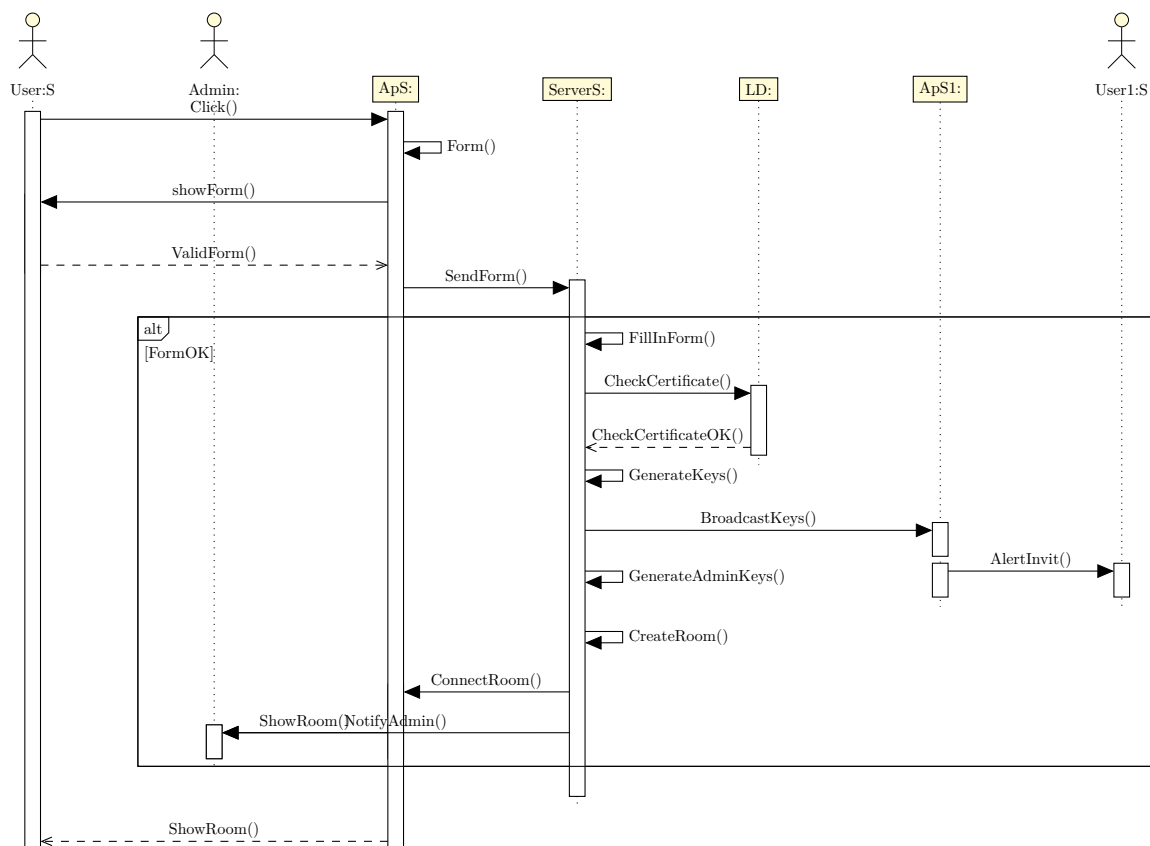 User:S
Admin:
ApS:
ServerS:
LD:
ApS1:
User1:S
Click()
Form()
showForm()
ValidForm()
SendForm()
alt
[FormOK]
FillInForm()
CheckCertificate()
CheckCertificateOK()
GenerateKeys()
BroadcastKeys()
AlertInvit()
GenerateAdminKeys()
CreateRoom()
ConnectRoom()
ShowRoom()
NotifyAdmin()
ShowRoom()